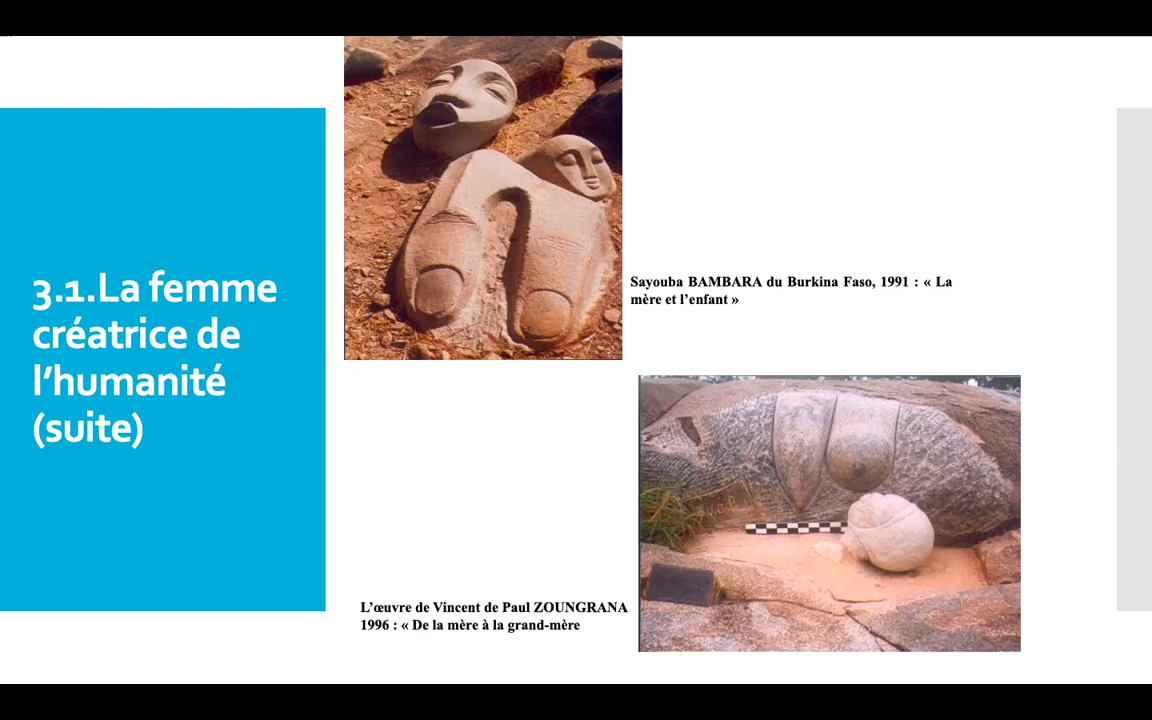 3.1.La femme
créatrice de
l'humanité
(suite)
Sayouba BAMBARA du Burkina Faso, 1991 : « La
mère et l'enfant »
L'œuvre de Vincent de Paul ZOUNGRANA
1996 : « De la mère à la grand-mère